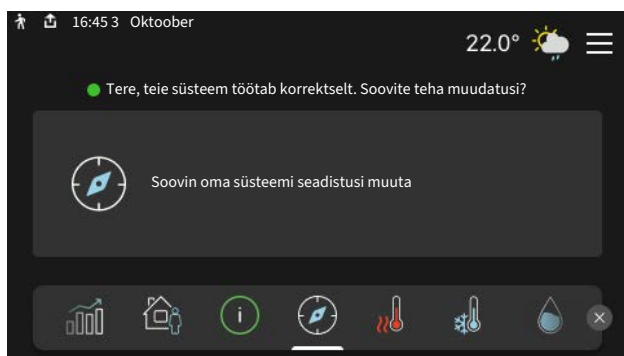 16:45 3 Oktoober
22.0°
Tere, teie süsteem töötab korrektselt. Soovite teha muudatusi?
Soovin oma süsteemi seadistusi muuta